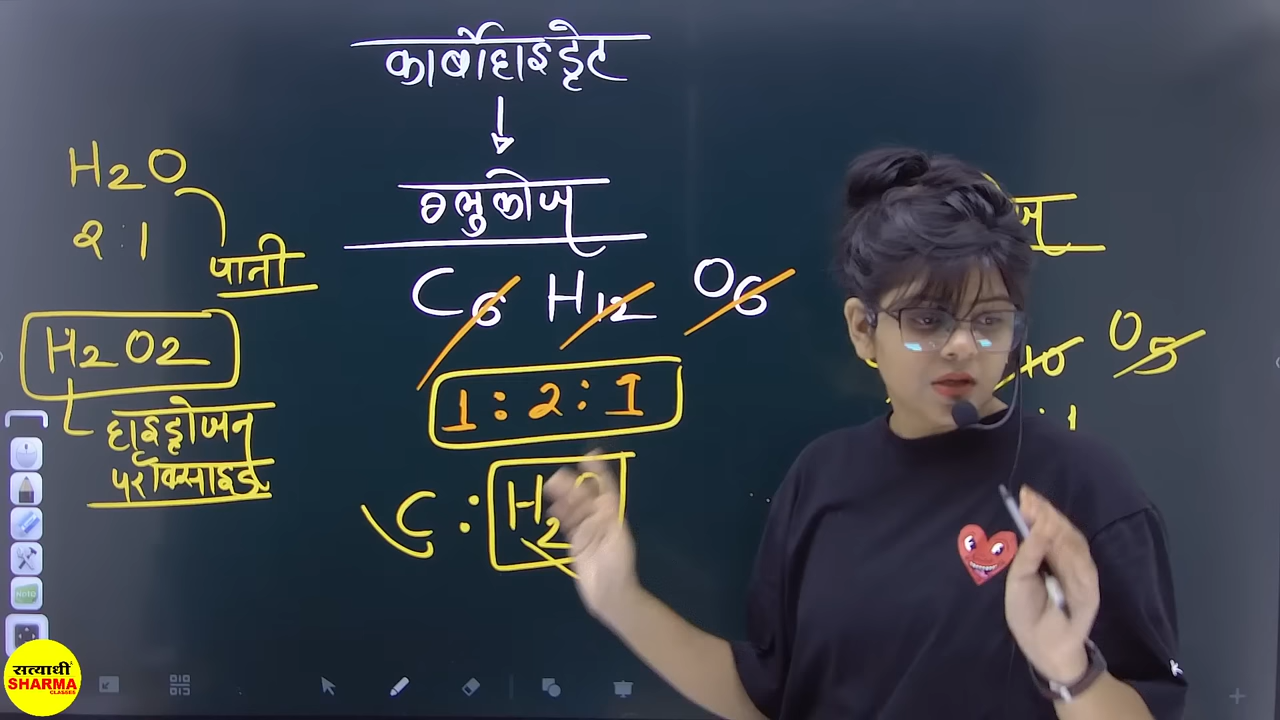 कार्बोहाइड्रेट
ग्लुकोज
C6 H12 O6
1 : 2 : 1
C : H2O
H2O
2 : 1
पानी
H2O2
हाइड्रोजन
परॉक्साइड
ज
10 O5
सत्यार्थी
SHARMA
CLASSES